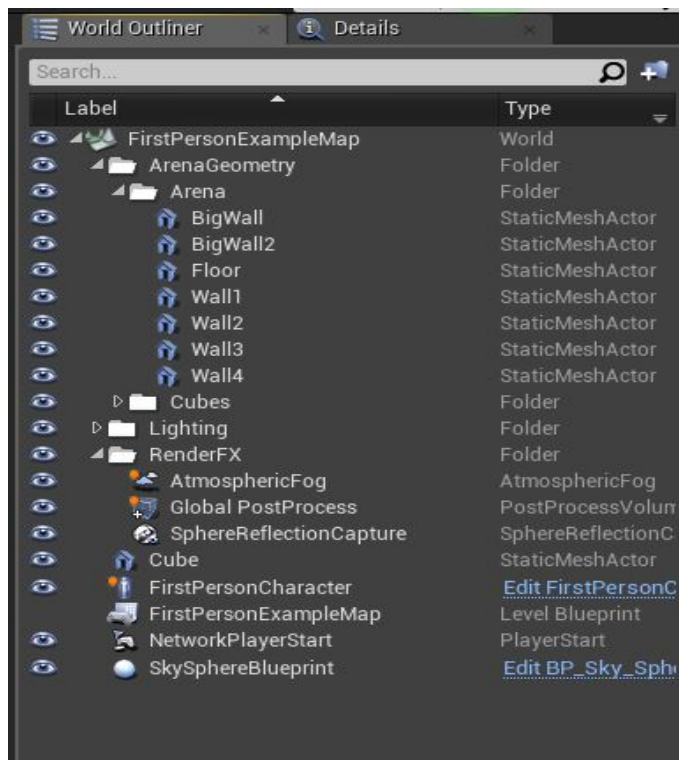 World Outliner Details
Search...
Label Type
FirstPersonExampleMap World
ArenaGeometry Folder
Arena Folder
BigWall StaticMeshActor
BigWall2 StaticMeshActor
Floor StaticMeshActor
Wall1 StaticMeshActor
Wall2 StaticMeshActor
Wall3 StaticMeshActor
Wall4 StaticMeshActor
Cubes Folder
Lighting Folder
RenderFX Folder
AtmosphericFog AtmosphericFog
Global PostProcess PostProcessVolum
SphereReflectionCapture SphereReflectionC
Cube StaticMeshActor
FirstPersonCharacter Edit FirstPersonC
FirstPersonExampleMap Level Blueprint
NetworkPlayerStart PlayerStart
SkySphereBlueprint Edit BP_Sky_Sph